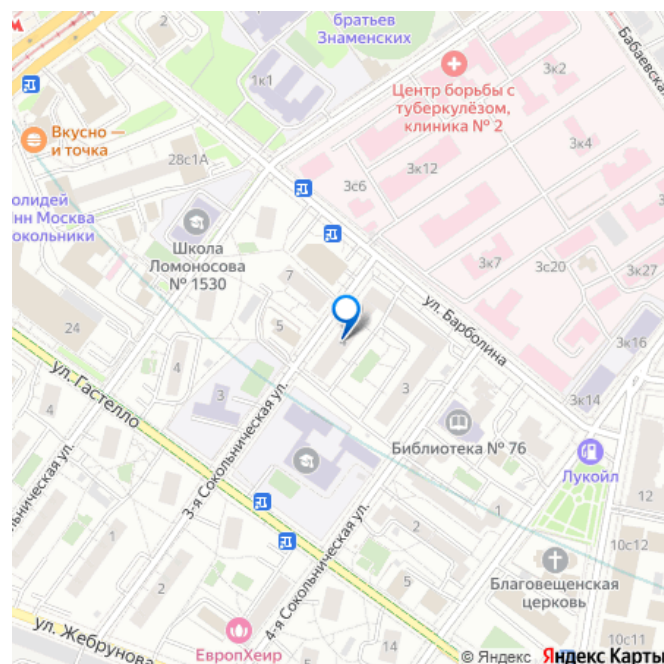 братьев
Знаменских
1к1
Бабаевская
3к2
Центр борьбы с
туберкулёзом,
клиника № 2
3к4
Вкусно —
и точка
28с1А
3к12
3с6
олидей
нн Москва
окольники
Школа
Ломоносова
№ 1530
7
3к7
3с20
3к27
ул. Барболина
24
5
3к16
4
3
3
3к14
ул. Гастелло
4
3-я Сокольническая ул.
Библиотека № 76
Лукойл
ьническая ул.
12
1
2
1
10с12
2
4-я Сокольническая ул.
5
Благовещенская
церковь
ул. Жебрунова
ЕвропХеир
14
10с11
© Яндекс Яндекс Карты